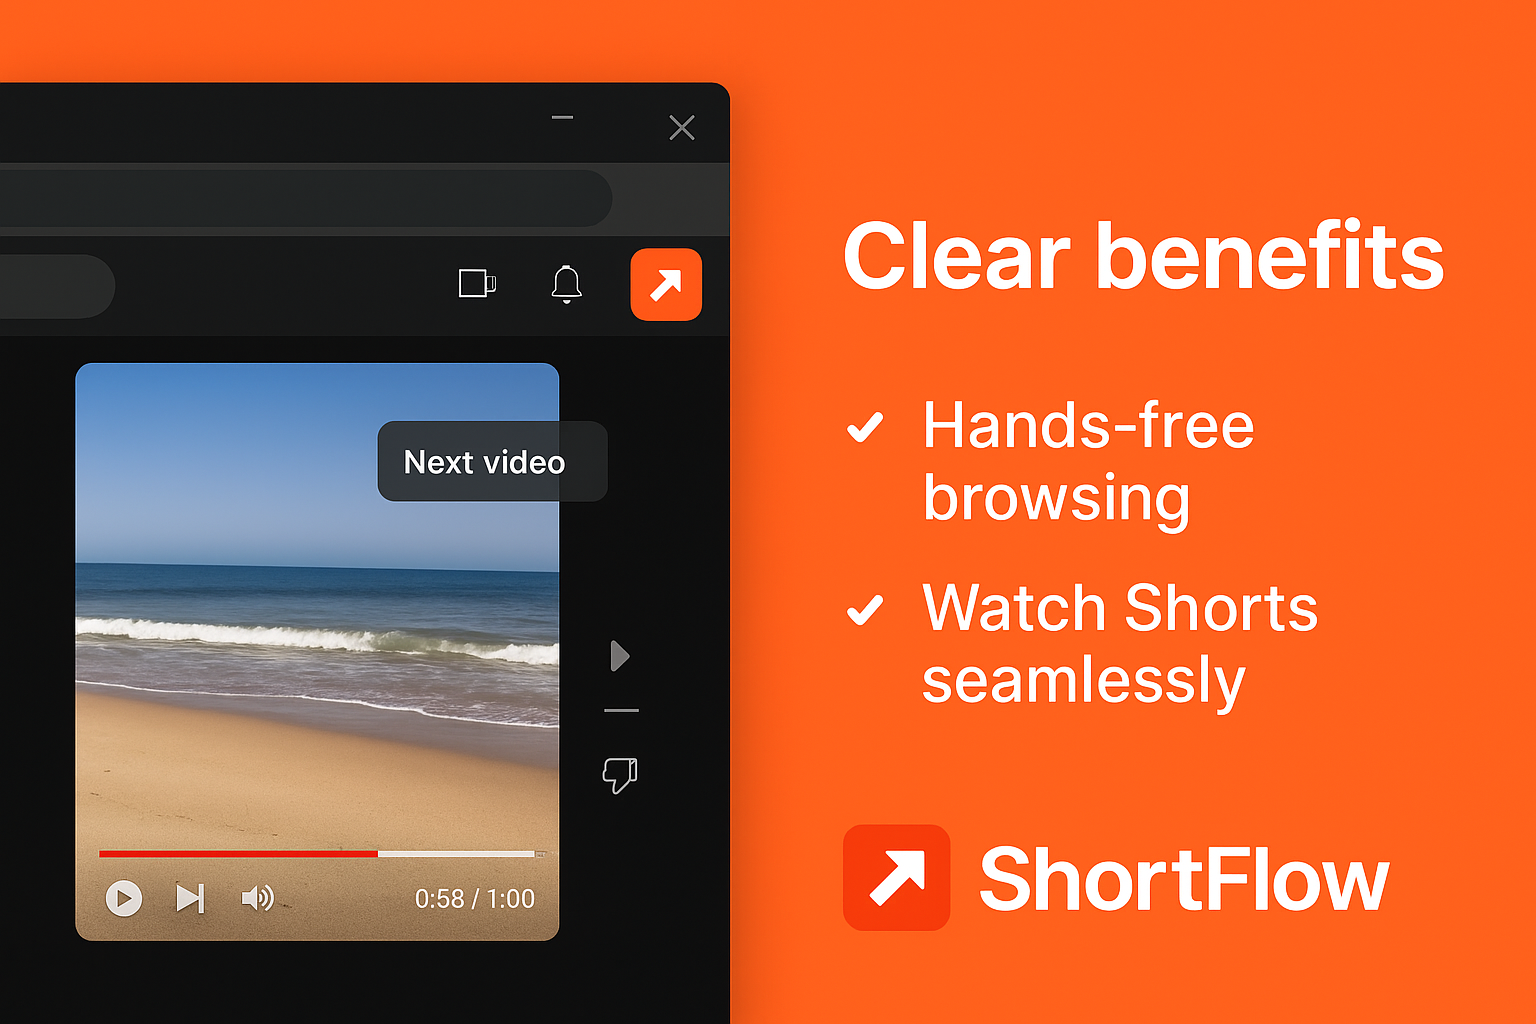 Next video
0:58 / 1:00
Clear benefits
Hands-free
browsing
Watch Shorts
seamlessly
ShortFlow